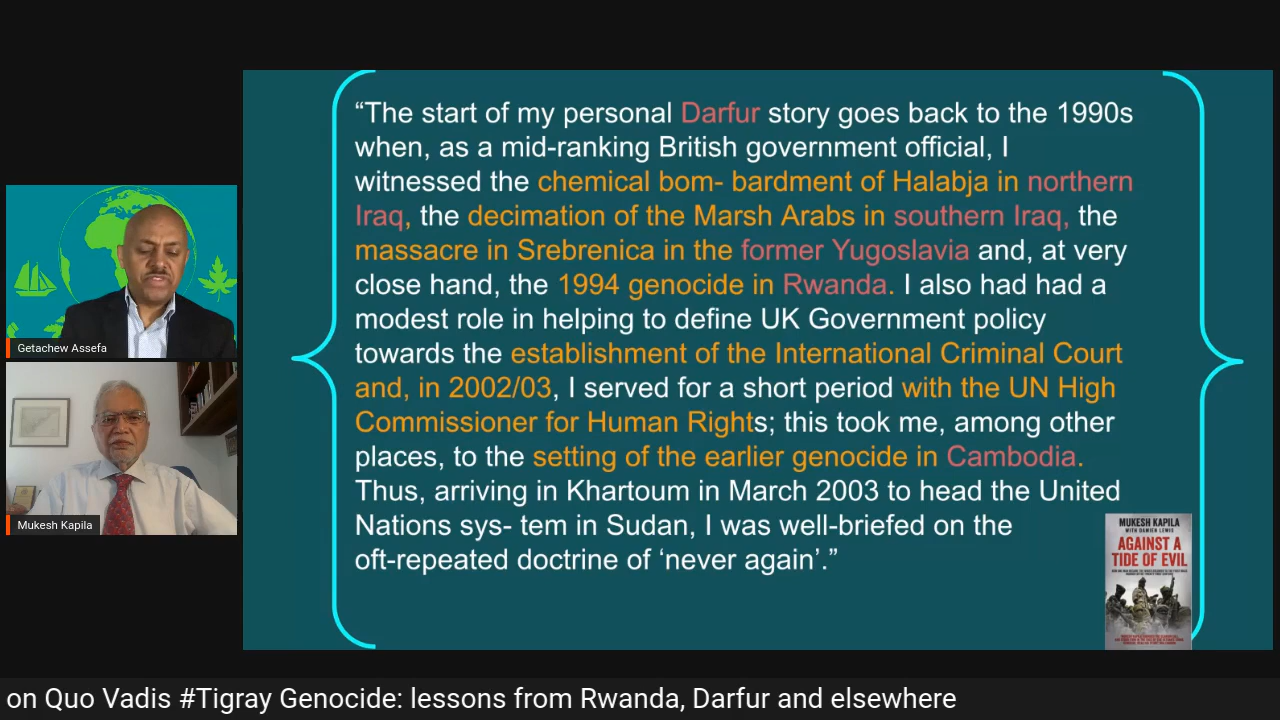 “The start of my personal Darfur story goes back to the 1990s
when, as a mid-ranking British government official, I
witnessed the chemical bom- bardment of Halabja in northern
Iraq, the decimation of the Marsh Arabs in southern Iraq, the
massacre in Srebrenica in the former Yugoslavia and, at very
close hand, the 1994 genocide in Rwanda. I also had had a
modest role in helping to define UK Government policy
towards the establishment of the International Criminal Court
and, in 2002/03, I served for a short period with the UN High
Commissioner for Human Rights; this took me, among other
places, to the setting of the earlier genocide in Cambodia.
Thus, arriving in Khartoum in March 2003 to head the United
Nations sys- tem in Sudan, I was well-briefed on the
oft-repeated doctrine of ‘never again’.”
MUKESH KAPILA
WITH DAMIEN LEWIS
AGAINST A
TIDE OF EVIL
Getachew Assefa
Mukesh Kapila
on Quo Vadis #Tigray Genocide: lessons from Rwanda, Darfur and elsewhere